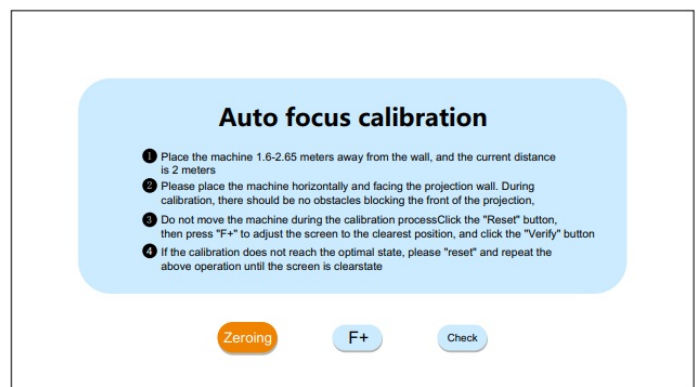 Auto focus calibration
1 Place the machine 1.6-2.65 meters away from the wall, and the current distance
is 2 meters
2 Please place the machine horizontally and facing the projection wall. During
calibration, there should be no obstacles blocking the front of the projection,
3 Do not move the machine during the calibration processClick the "Reset" button,
then press "F+" to adjust the screen to the clearest position, and click the "Verify" button
4 If the calibration does not reach the optimal state, please "reset" and repeat the
above operation until the screen is clearstate
Zeroing
F+
Check